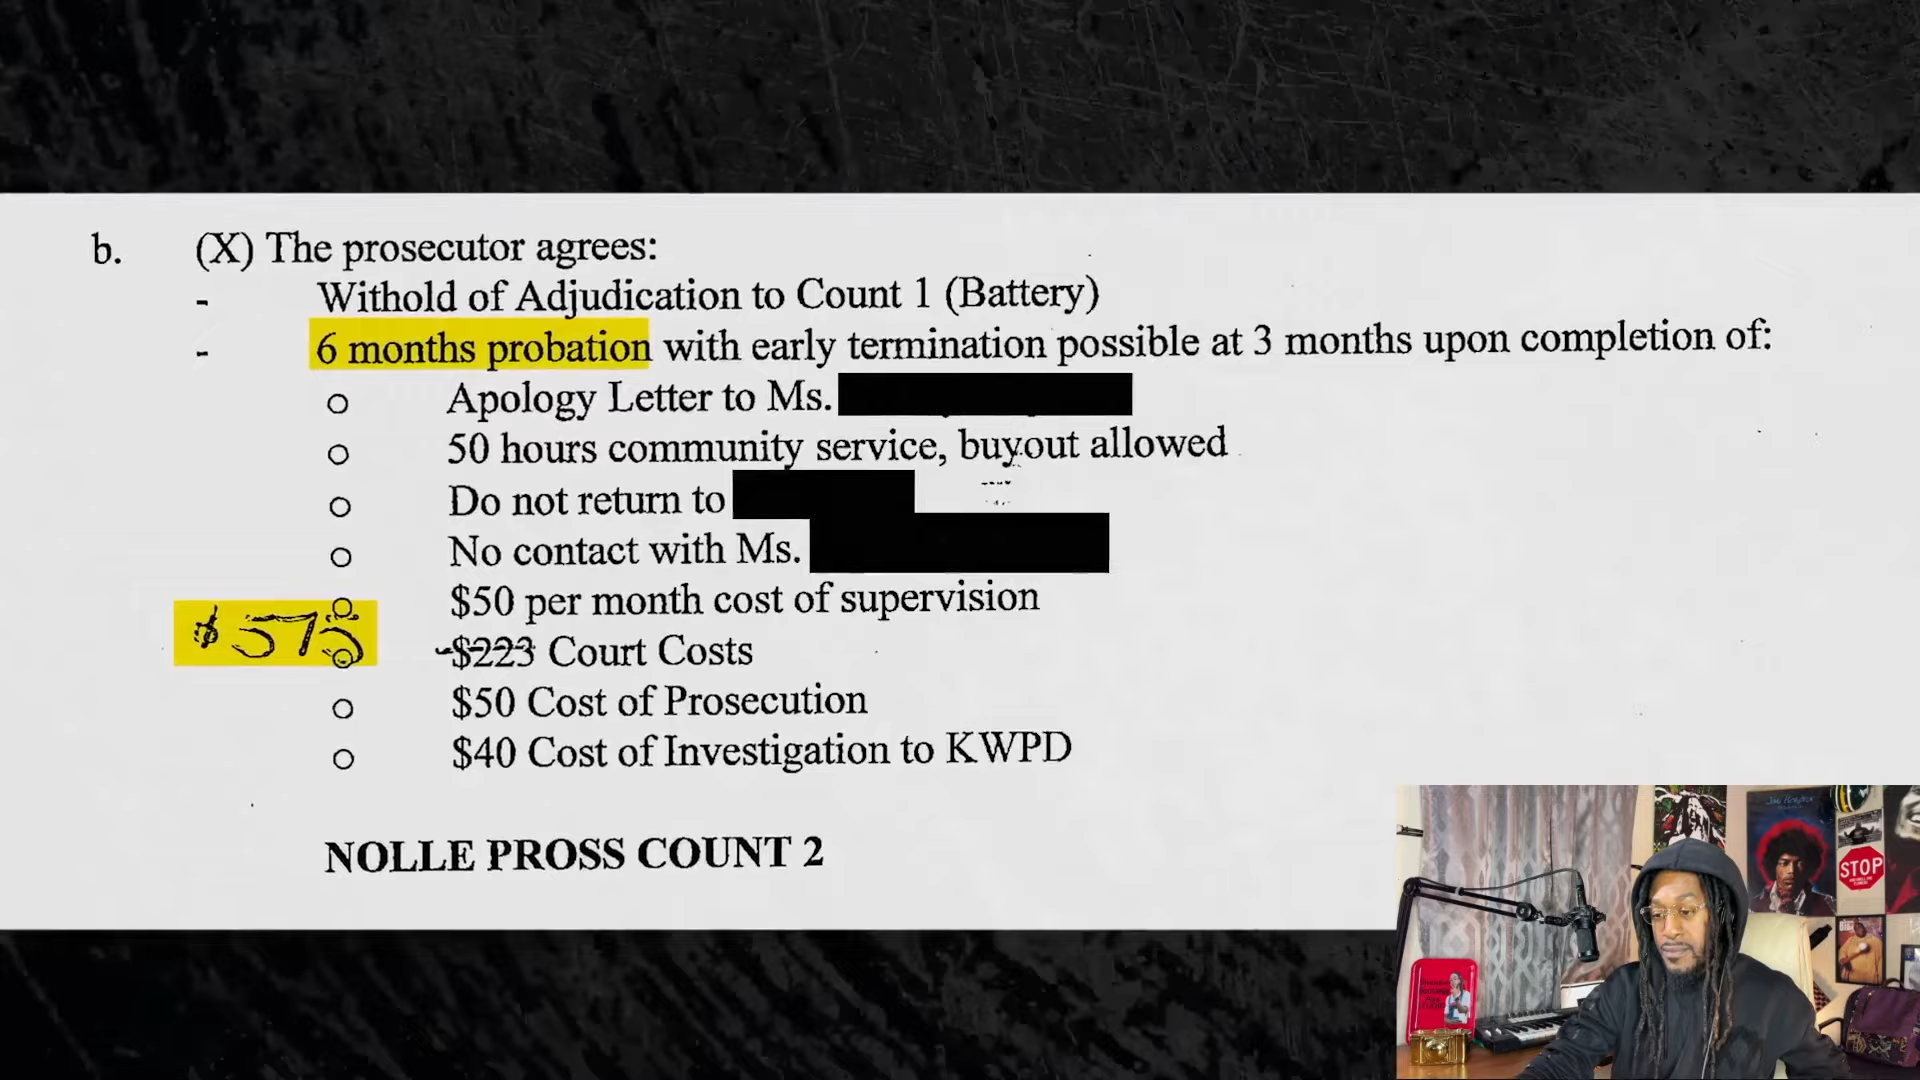 b. (X) The prosecutor agrees:
- Withold of Adjudication to Count 1 (Battery)
- 6 months probation with early termination possible at 3 months upon completion of:
o Apology Letter to Ms.
o 50 hours community service, buyout allowed
o Do not return to
o No contact with Ms.
o $50 per month cost of supervision
$575 o $223 Court Costs
o $50 Cost of Prosecution
o $40 Cost of Investigation to KWPD
NOLLE PROSS COUNT 2
STOP